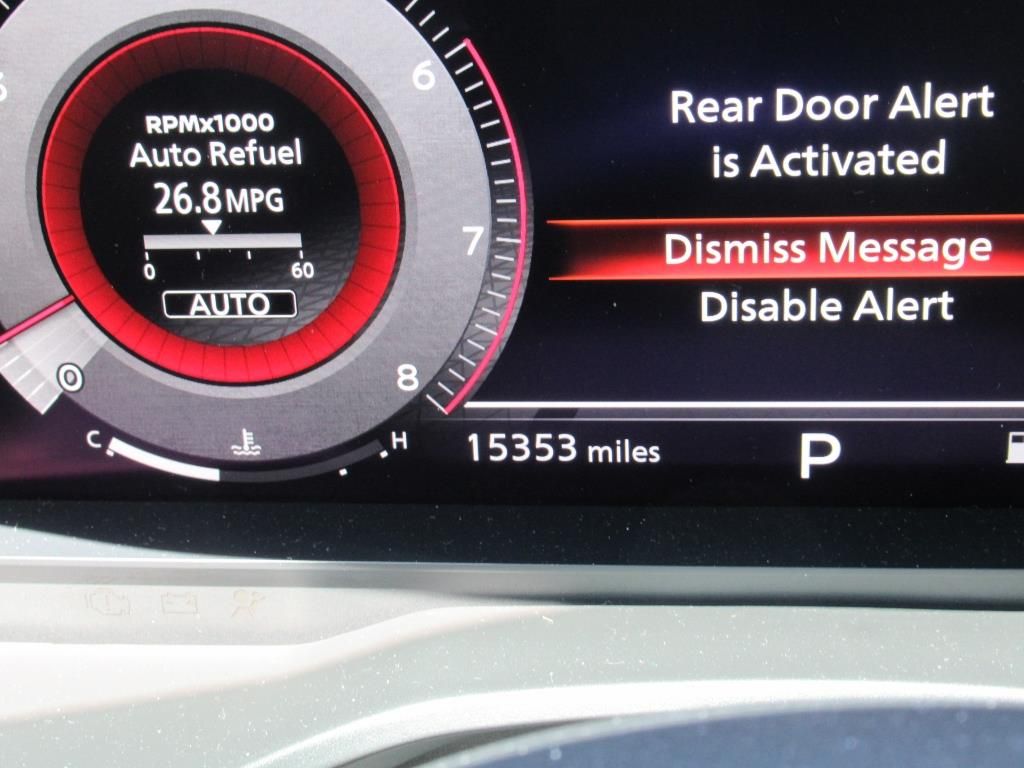 6
RPMx1000
Auto Refuel
26.8 MPG
0 60
AUTO
7
8
0
C H
Rear Door Alert
is Activated
Dismiss Message
Disable Alert
15353 miles
P